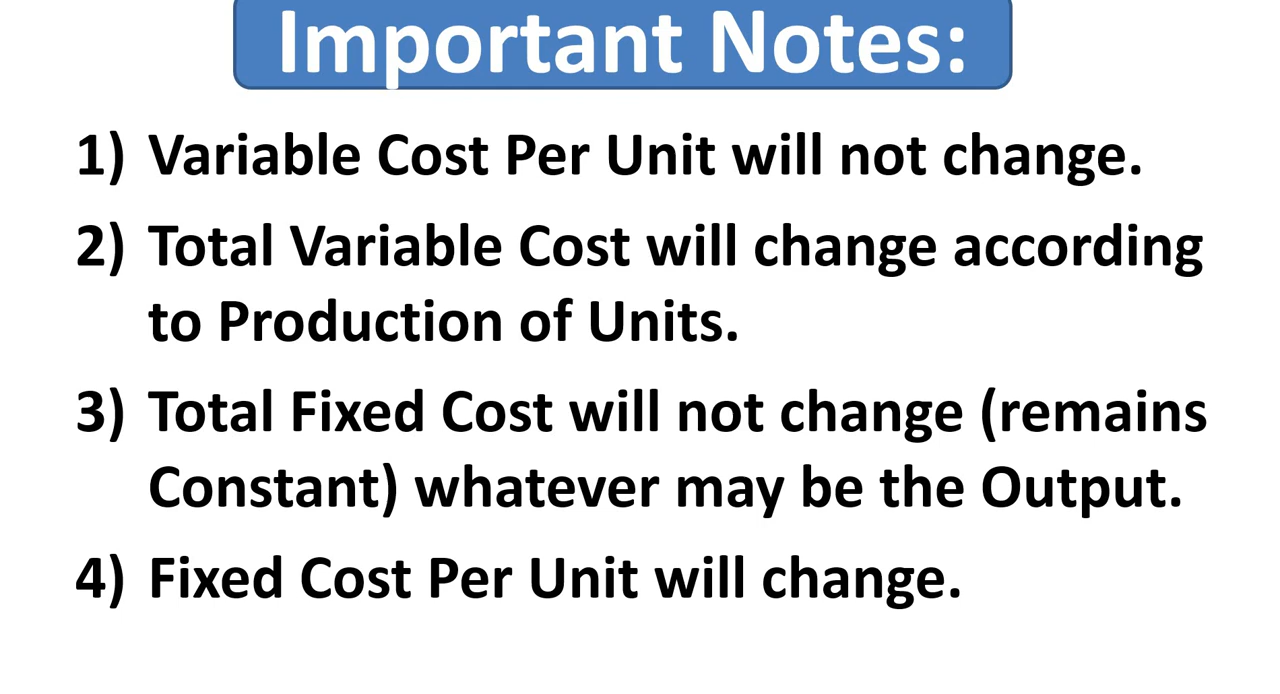 Important Notes:
1) Variable Cost Per Unit will not change.
2) Total Variable Cost will change according
to Production of Units.
3) Total Fixed Cost will not change (remains
Constant) whatever may be the Output.
4) Fixed Cost Per Unit will change.